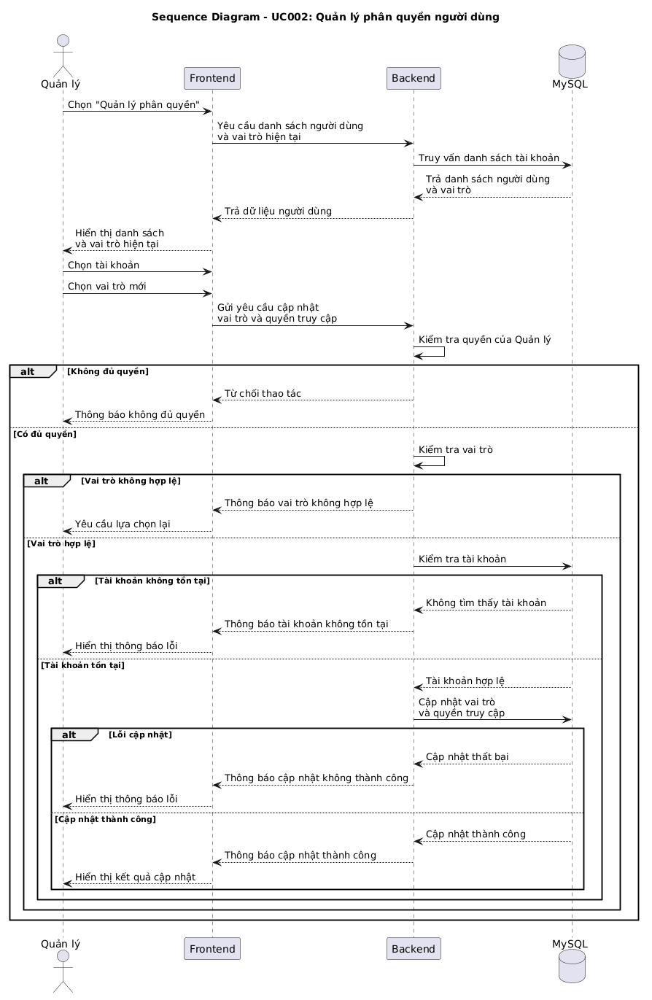 Sequence Diagram - UC002: Quản lý phân quyền người dùng
Quản lý
Frontend
Backend
MySQL
Chọn "Quản lý phân quyền"
Yêu cầu danh sách người dùng
và vai trò hiện tại
Truy vấn danh sách tài khoản
Trả danh sách người dùng
và vai trò
Trả dữ liệu người dùng
Hiển thị danh sách
và vai trò hiện tại
Chọn tài khoản
Chọn vai trò mới
Gửi yêu cầu cập nhật
vai trò và quyền truy cập
Kiểm tra quyền của Quản lý
alt [Không đủ quyền]
Từ chối thao tác
Thông báo không đủ quyền
[Có đủ quyền]
Kiểm tra vai trò
alt [Vai trò không hợp lệ]
Thông báo vai trò không hợp lệ
Yêu cầu lựa chọn lại
[Vai trò hợp lệ]
Kiểm tra tài khoản
alt [Tài khoản không tồn tại]
Không tìm thấy tài khoản
Thông báo tài khoản không tồn tại
Hiển thị thông báo lỗi
[Tài khoản tồn tại]
Tài khoản hợp lệ
Cập nhật vai trò
và quyền truy cập
alt [Lỗi cập nhật]
Cập nhật thất bại
Thông báo cập nhật không thành công
Hiển thị thông báo lỗi
[Cập nhật thành công]
Cập nhật thành công
Thông báo cập nhật thành công
Hiển thị kết quả cập nhật
Quản lý
Frontend
Backend
MySQL